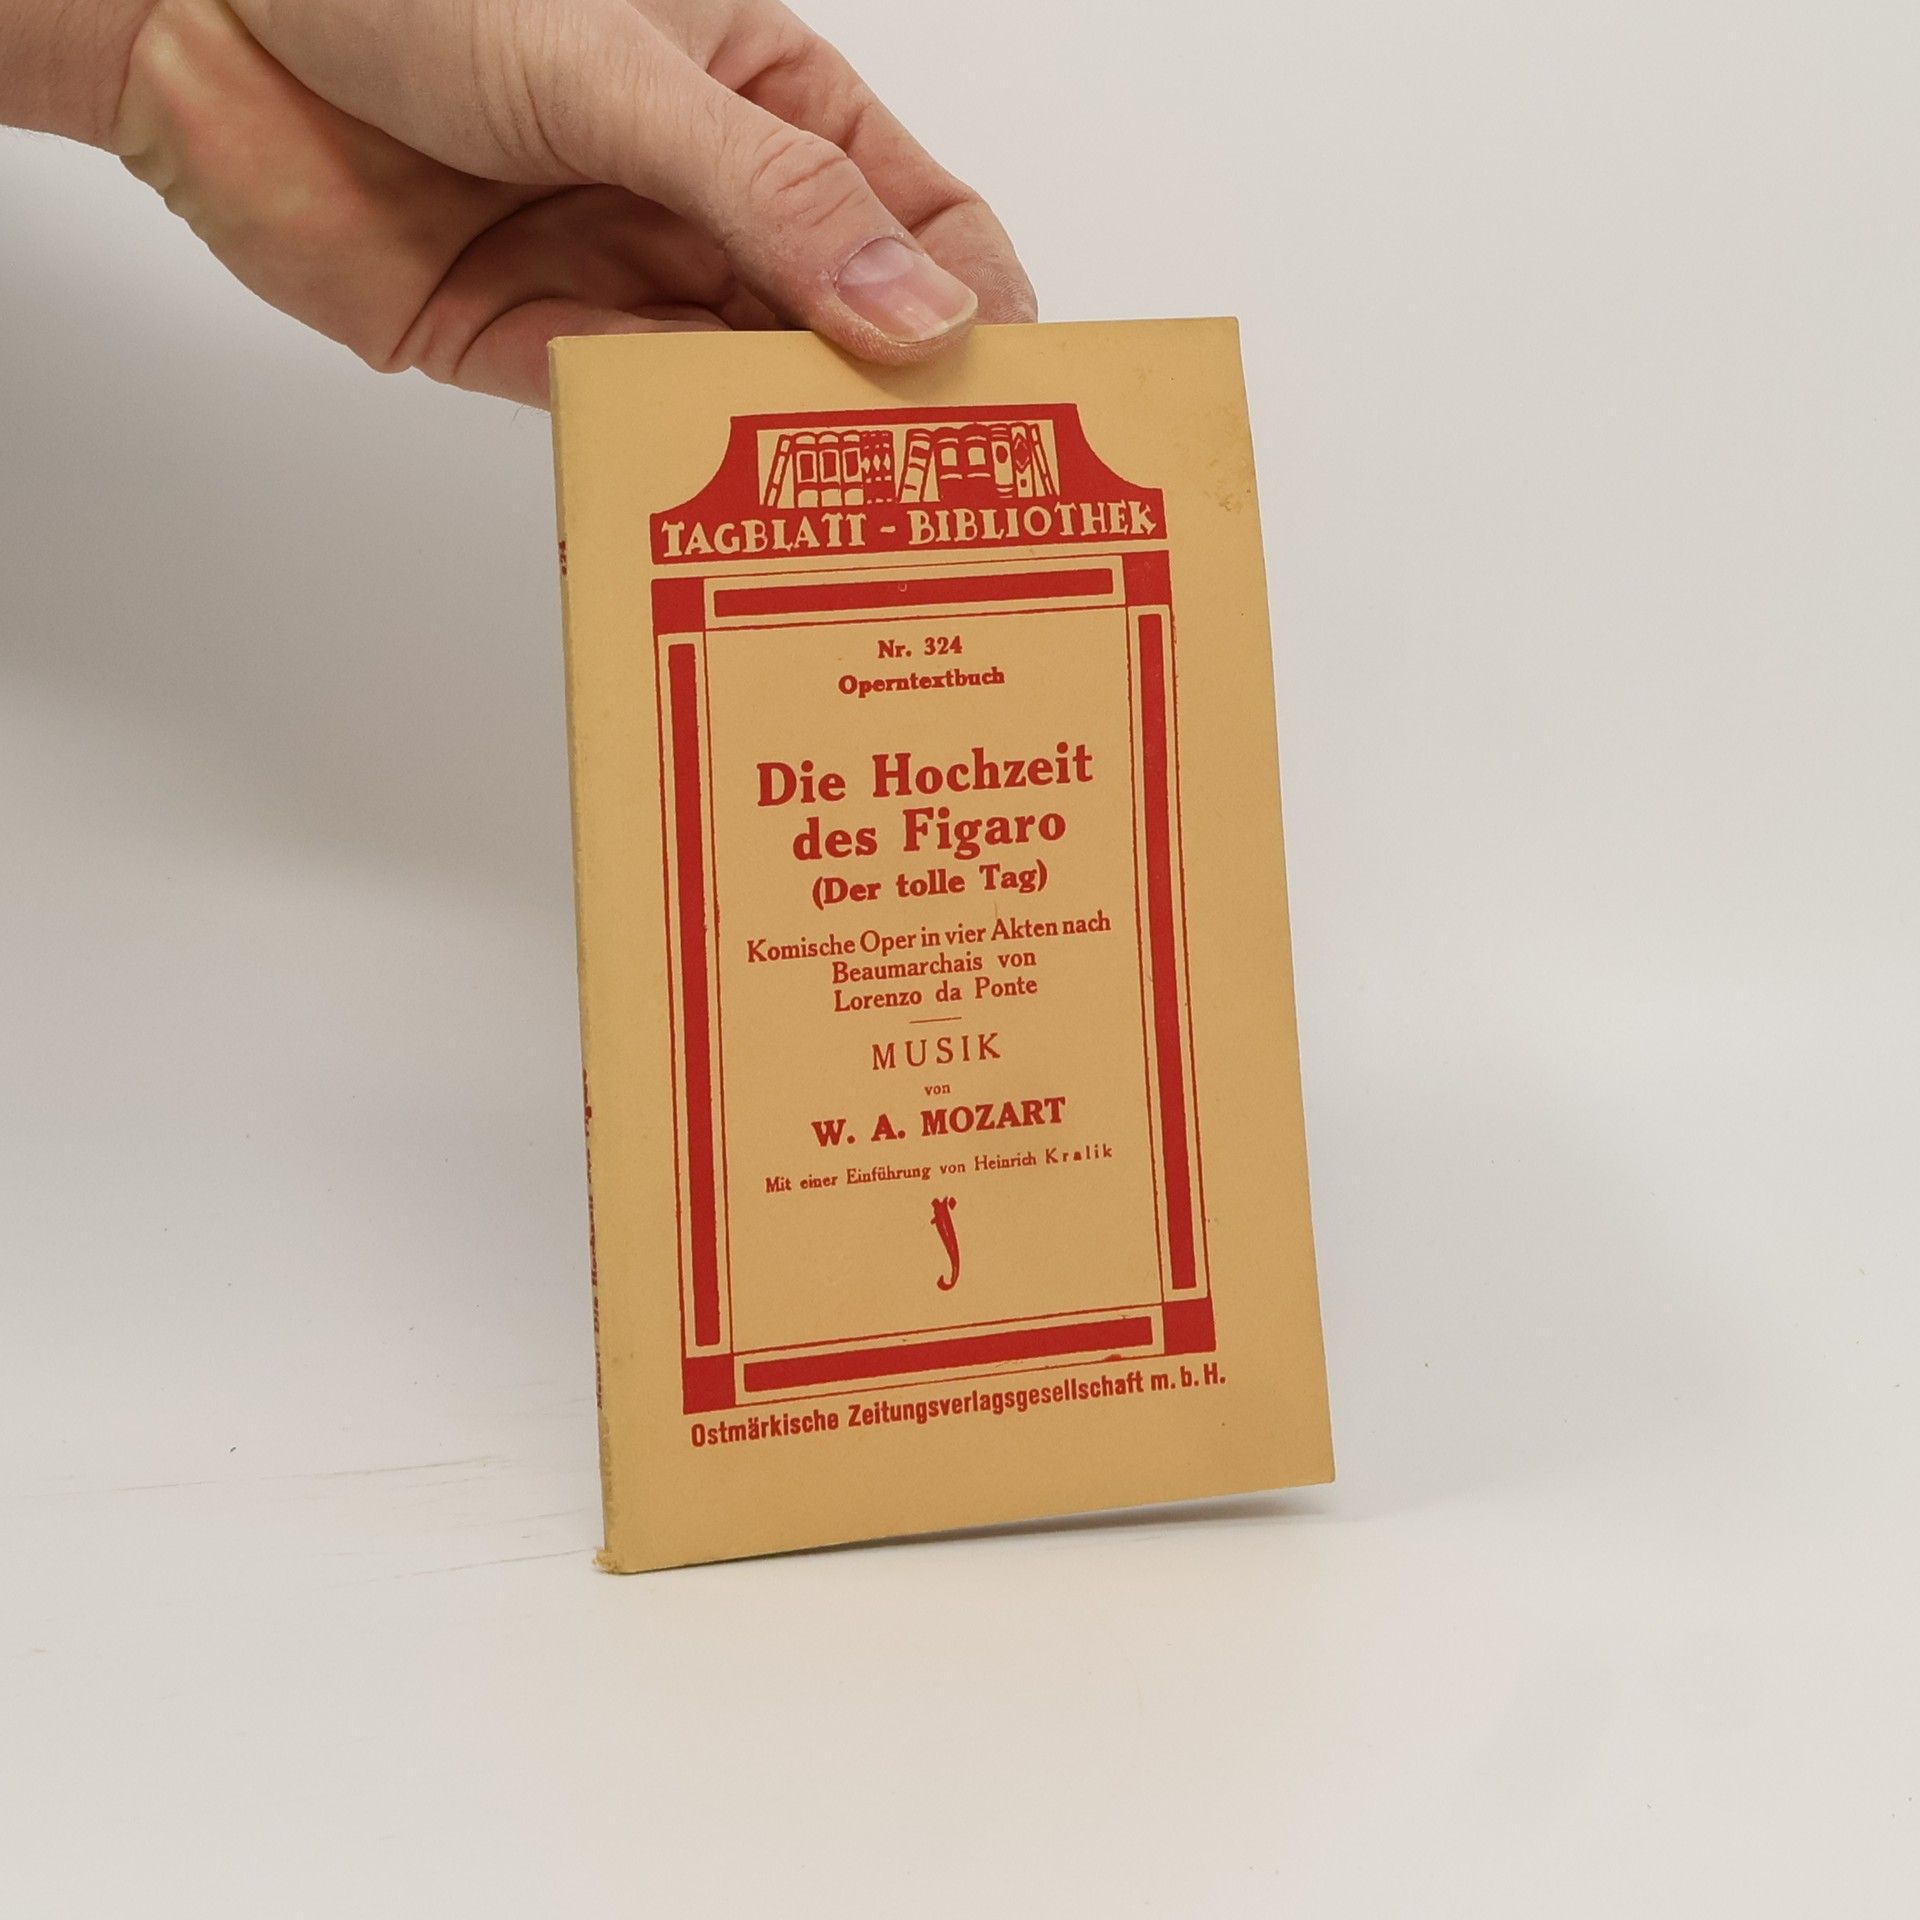 TAGBLATT - BIBLIOTHEK
Nr. 324
Operntextbuch
Die Hochzeit
des Figaro
(Der tolle Tag)
Komische Oper in vier Akten nach
Beaumarchais von
Lorenzo da Ponte
MUSIK
von
W. A. MOZART
Mit einer Einführung von Heinrich Kralik
Ostmärkische Zeitungsverlagsgesellschaft m. b. H.